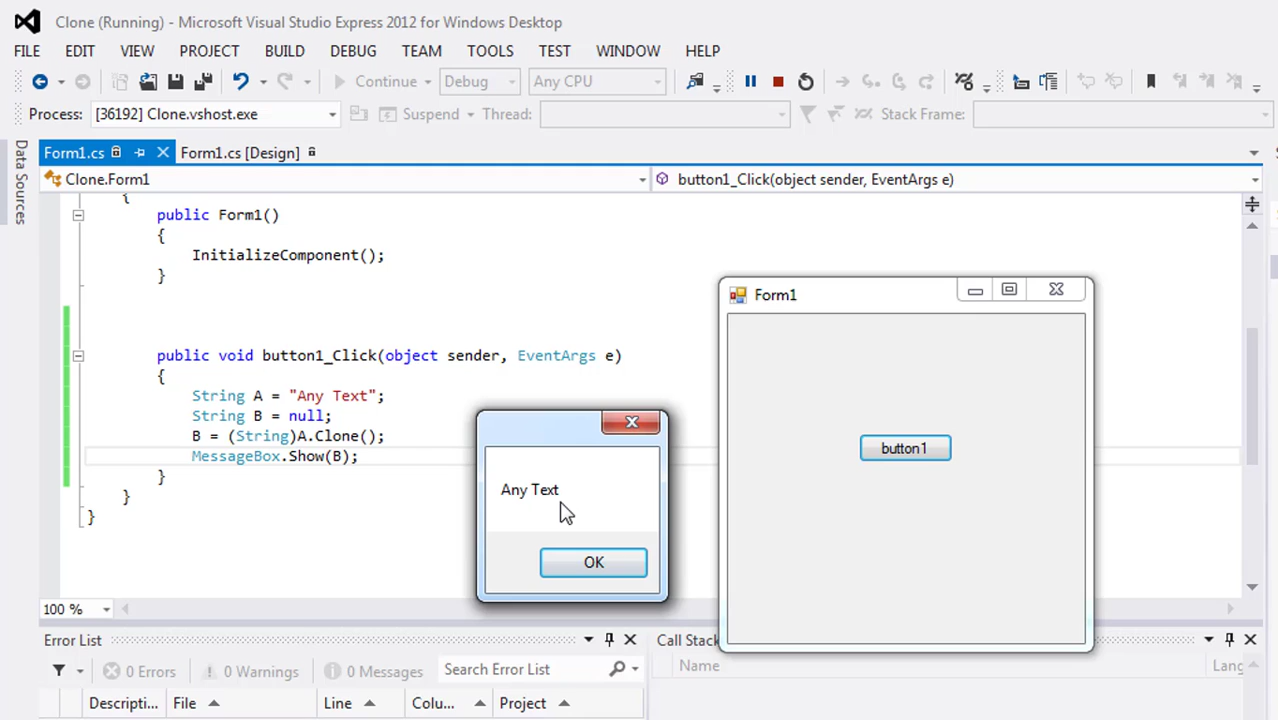 Clone (Running) - Microsoft Visual Studio Express 2012 for Windows Desktop
FILE EDIT VIEW PROJECT BUILD DEBUG TEAM TOOLS TEST WINDOW HELP
Continue Debug Any CPU
Process: [36192] Clone.vshost.exe Suspend Thread: Stack Frame:
Data Sources
Form1.cs Form1.cs [Design]
Clone.Form1 button1_Click(object sender, EventArgs e)
{
public Form1()
{
InitializeComponent();
}
public void button1_Click(object sender, EventArgs e)
{
String A = "Any Text";
String B = null;
B = (String)A.Clone();
MessageBox.Show(B);
}
}
}
Form1
button1
Any Text
OK
100 %
Error List
0 Errors 0 Warnings 0 Messages Search Error List
Descripti... File Line Colu... Project
Call Stack
Name Lang